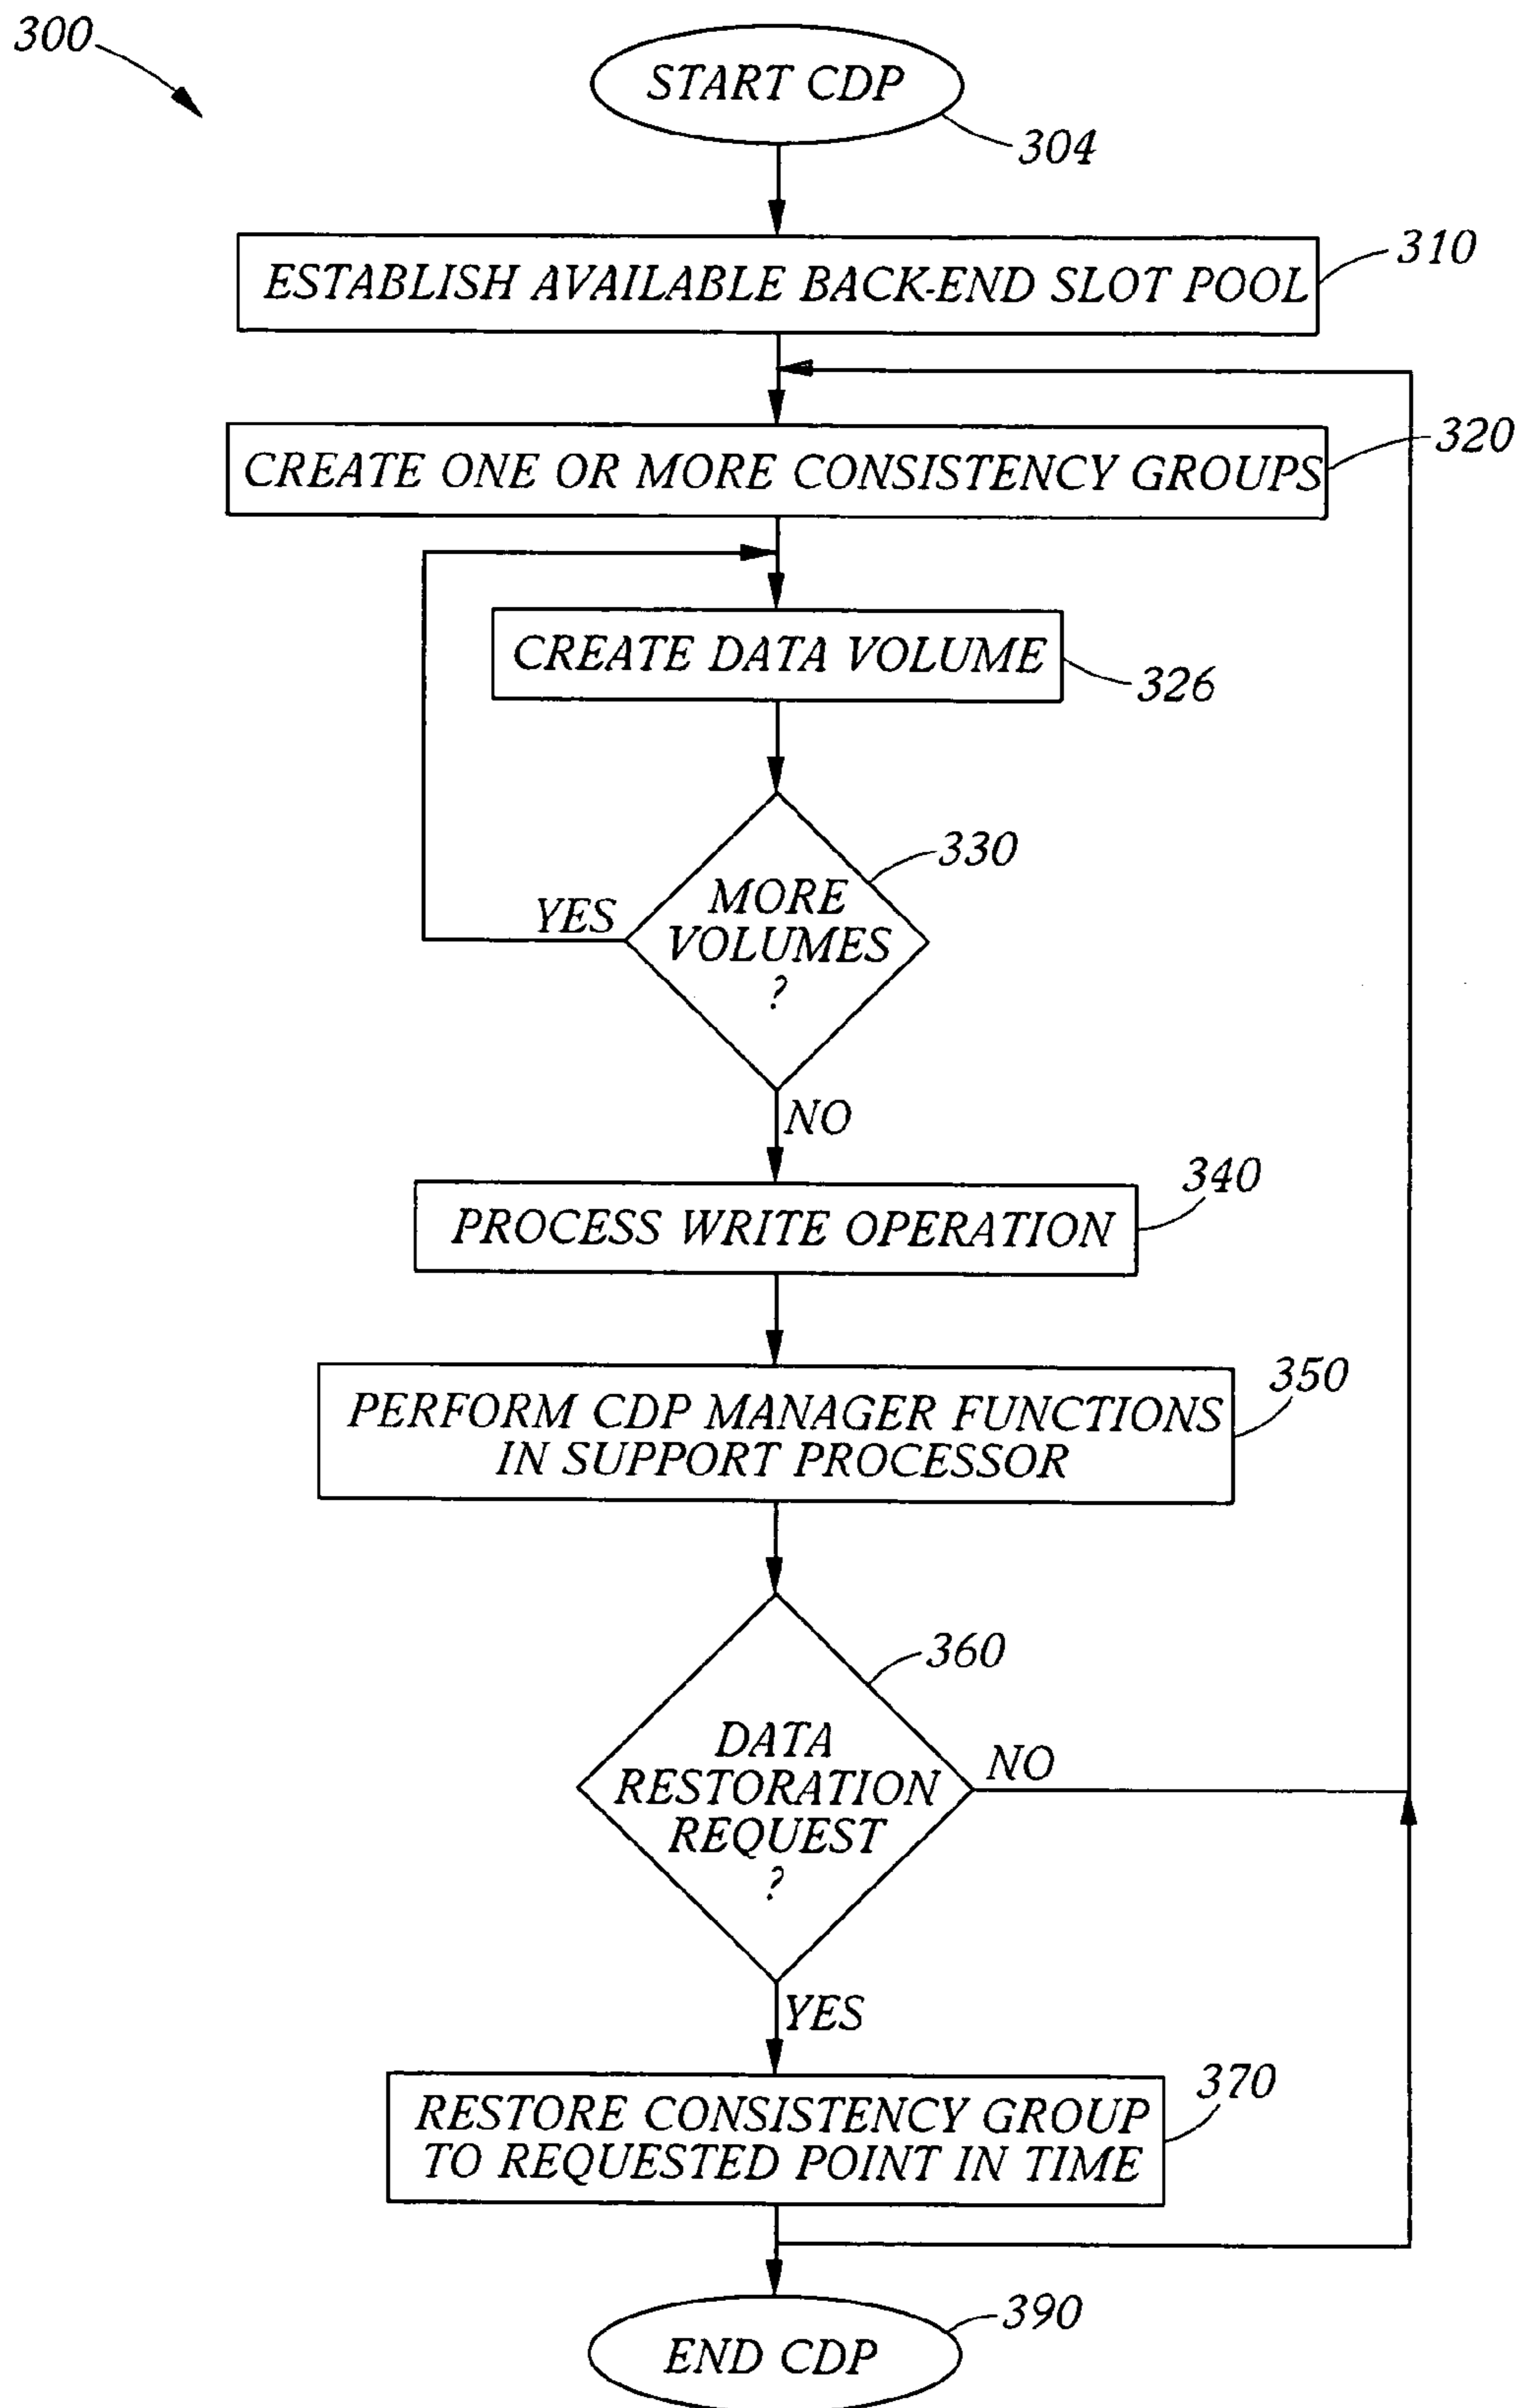 300
START CDP
304
ESTABLISH AVAILABLE BACK-END SLOT POOL
310
CREATE ONE OR MORE CONSISTENCY GROUPS
320
CREATE DATA VOLUME
326
330
MORE
VOLUMES
?
YES
NO
340
PROCESS WRITE OPERATION
350
PERFORM CDP MANAGER FUNCTIONS
IN SUPPORT PROCESSOR
360
DATA
RESTORATION
REQUEST
?
NO
YES
370
RESTORE CONSISTENCY GROUP
TO REQUESTED POINT IN TIME
390
END CDP